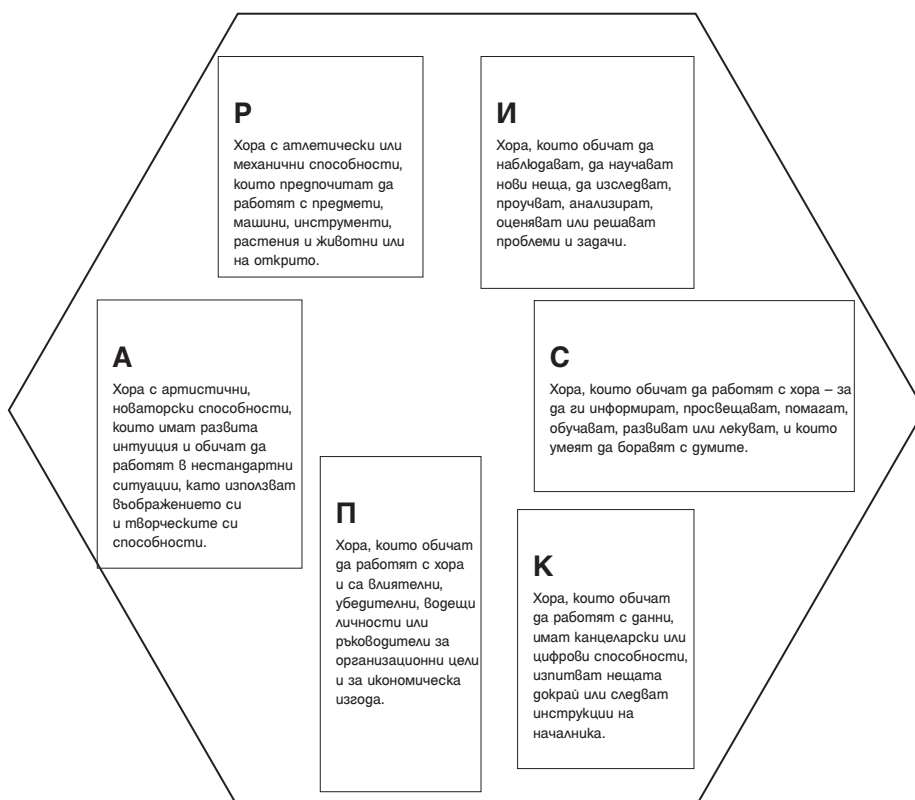 Р
Хора с атлетически или
механични способности,
които предпочитат да
работят с предмети,
машини, инструменти,
растения и животни или
на открито.
И
Хора, които обичат да
наблюдават, да научават
нови неща, да изследват,
проучват, анализират,
оценяват или решават
проблеми и задачи.
А
Хора с артистични,
новаторски способности,
които имат развита
интуиция и обичат да
работят в нестандартни
ситуации, като използват
въображението си
и творческите си
способности.
С
Хора, които обичат да работят с хора – за
да ги информират, просвещават, помагат,
обучават, развиват или лекуват, и които
умеят да боравят с думите.
П
Хора, които обичат
да работят с хора
и са влиятелни,
убедителни, водещи
личности или
ръководители за
организационни цели
и за икономическа
изгода.
К
Хора, които обичат
да работят с данни,
имат канцеларски или
цифрови способности,
изпитват нещата
докрай или следват
инструкции на
началника.